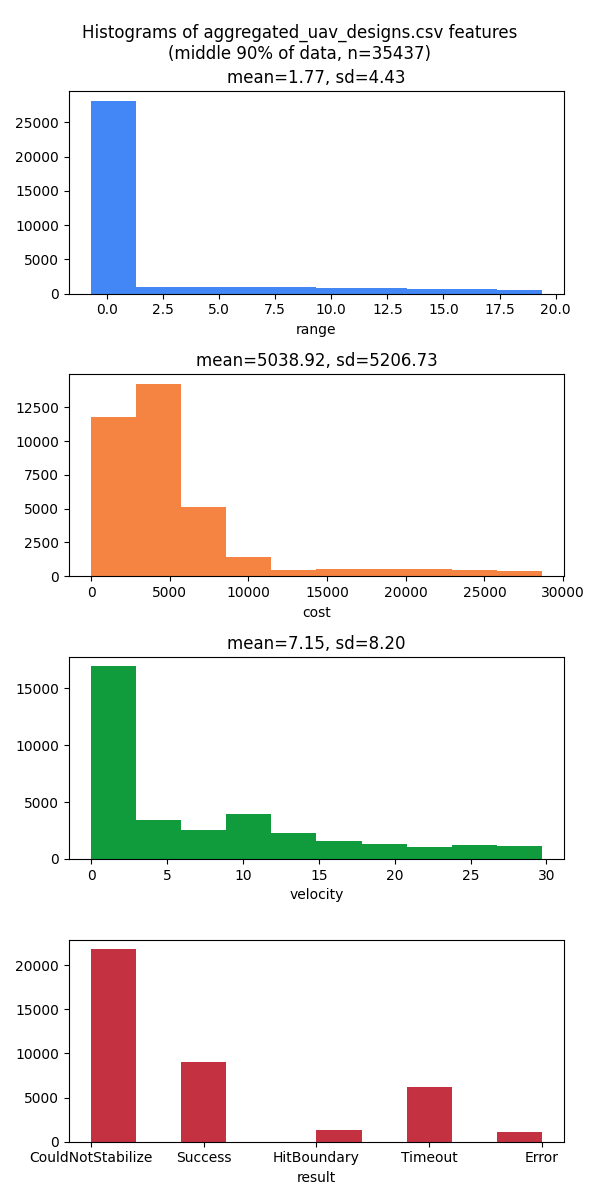 Histograms of aggregated_uav_designs.csv features
(middle 90% of data, n=35437)
mean=1.77, sd=4.43
25000
20000
15000
10000
5000
0
0.0 2.5 5.0 7.5 10.0 12.5 15.0 17.5 20.0
range
mean=5038.92, sd=5206.73
12500
10000
7500
5000
2500
0
0 5000 10000 15000 20000 25000 30000
cost
mean=7.15, sd=8.20
15000
10000
5000
0
0 5 10 15 20 25 30
velocity
20000
15000
10000
5000
0
CouldNotStabilize Success HitBoundary Timeout Error
result